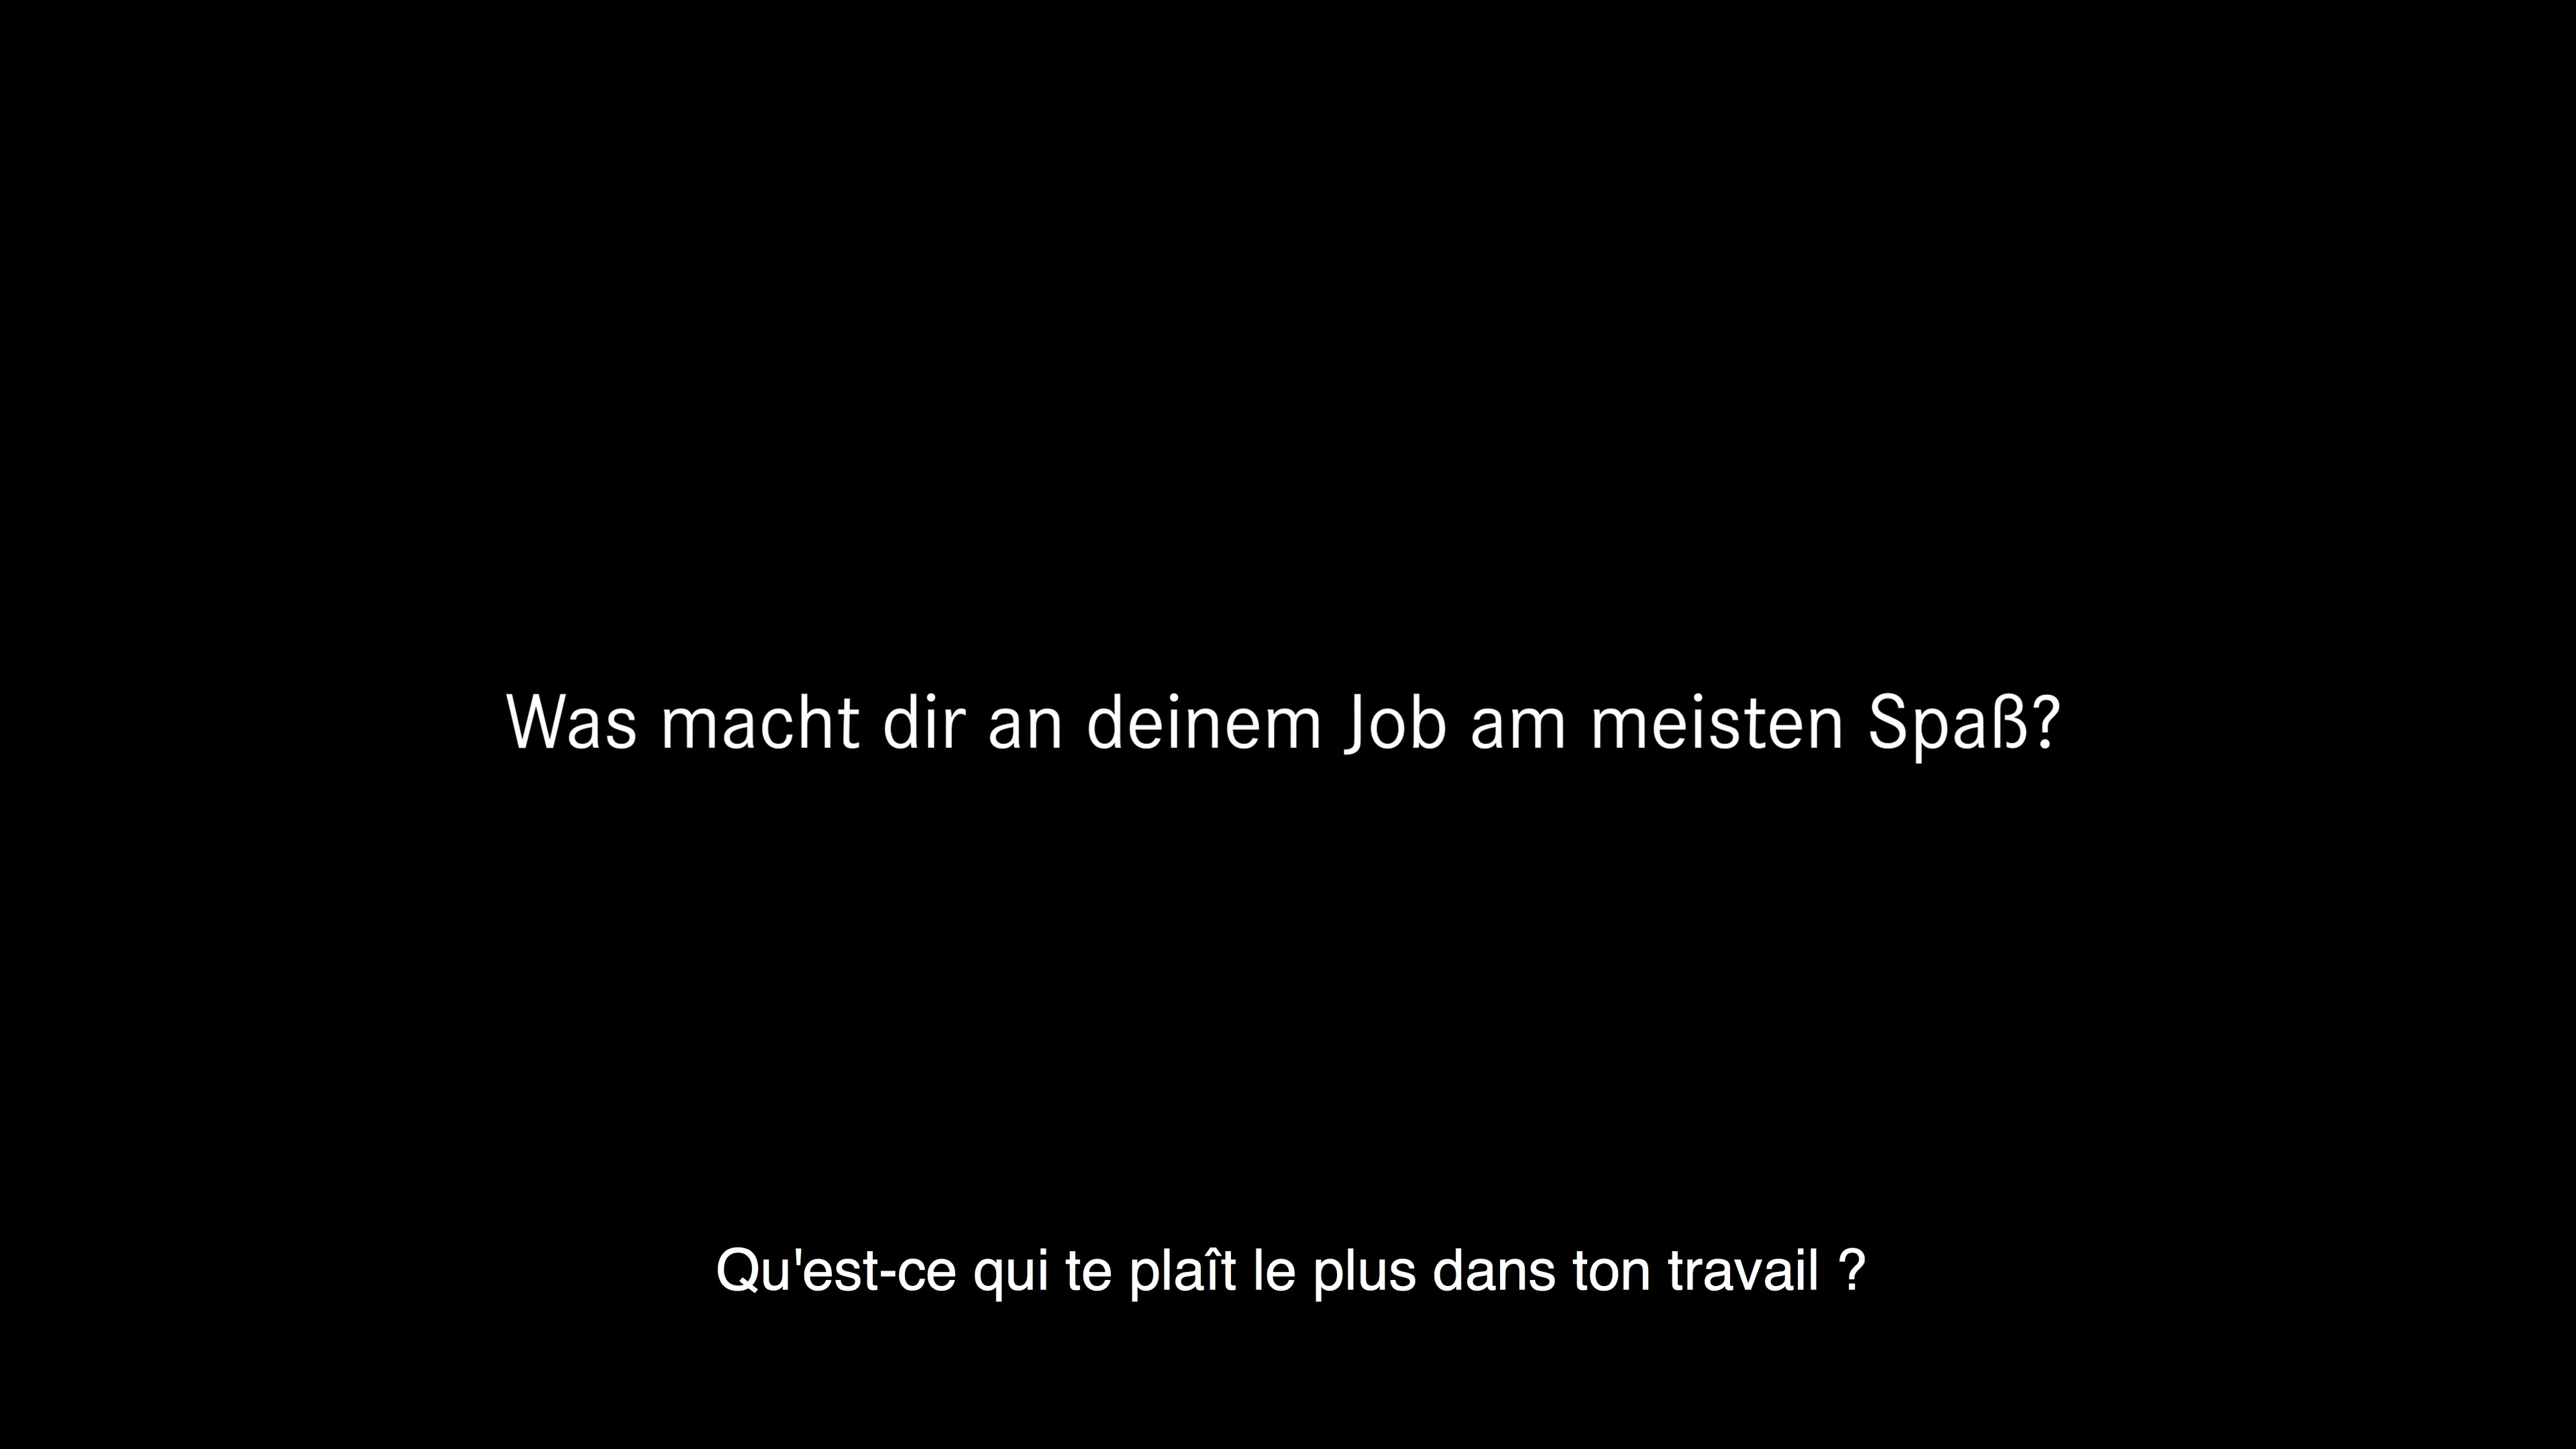 Was macht dir an deinem Job am meisten Spaß?
Qu'est-ce qui te plaît le plus dans ton travail ?